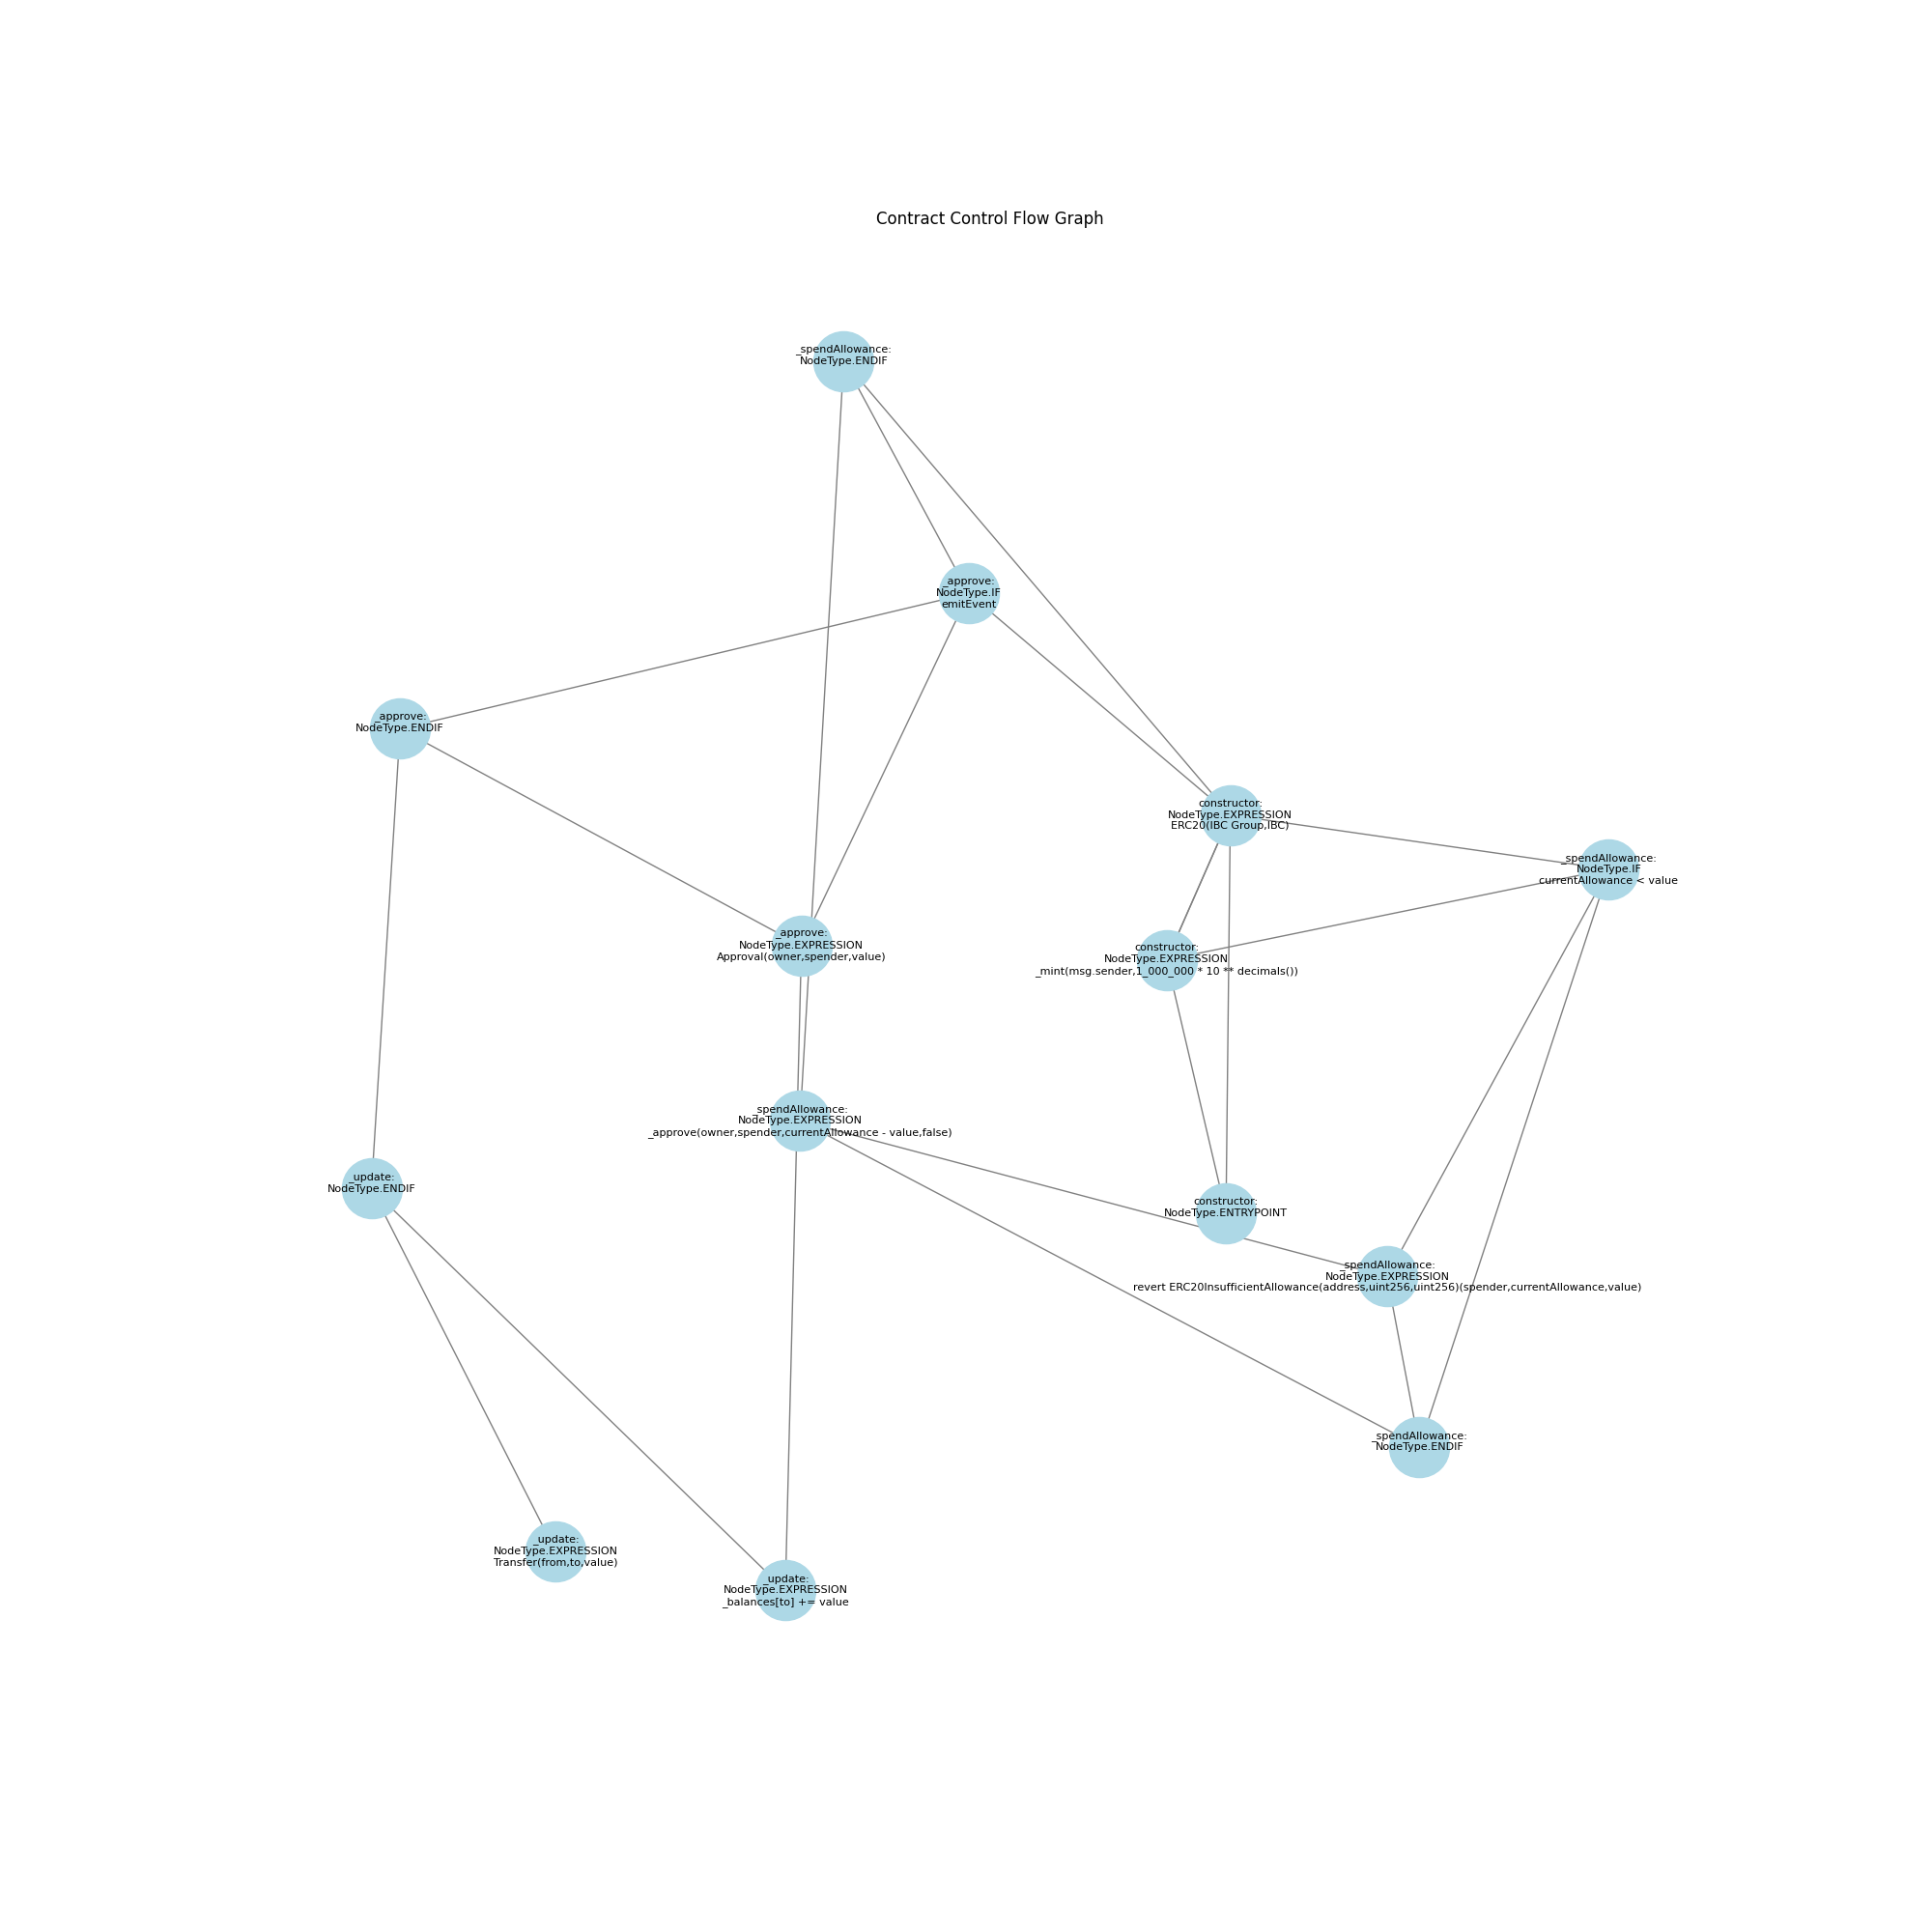 Contract Control Flow Graph
_spendAllowance:
NodeType.ENDIF
_approve:
NodeType.IF
emitEvent
_approve:
NodeType.ENDIF
constructor:
NodeType.EXPRESSION
ERC20(IBC Group,IBC)
_spendAllowance:
NodeType.IF
currentAllowance < value
_approve:
NodeType.EXPRESSION
Approval(owner,spender,value)
constructor:
NodeType.EXPRESSION
_mint(msg.sender,1_000_000 * 10 ** decimals())
_spendAllowance:
NodeType.EXPRESSION
_approve(owner,spender,currentAllowance - value,false)
_update:
NodeType.ENDIF
constructor:
NodeType.ENTRYPOINT
_spendAllowance:
NodeType.EXPRESSION
revert ERC20InsufficientAllowance(address,uint256,uint256)(spender,currentAllowance,value)
_spendAllowance:
NodeType.ENDIF
_update:
NodeType.EXPRESSION
Transfer(from,to,value)
_update:
NodeType.EXPRESSION
_balances[to] += value